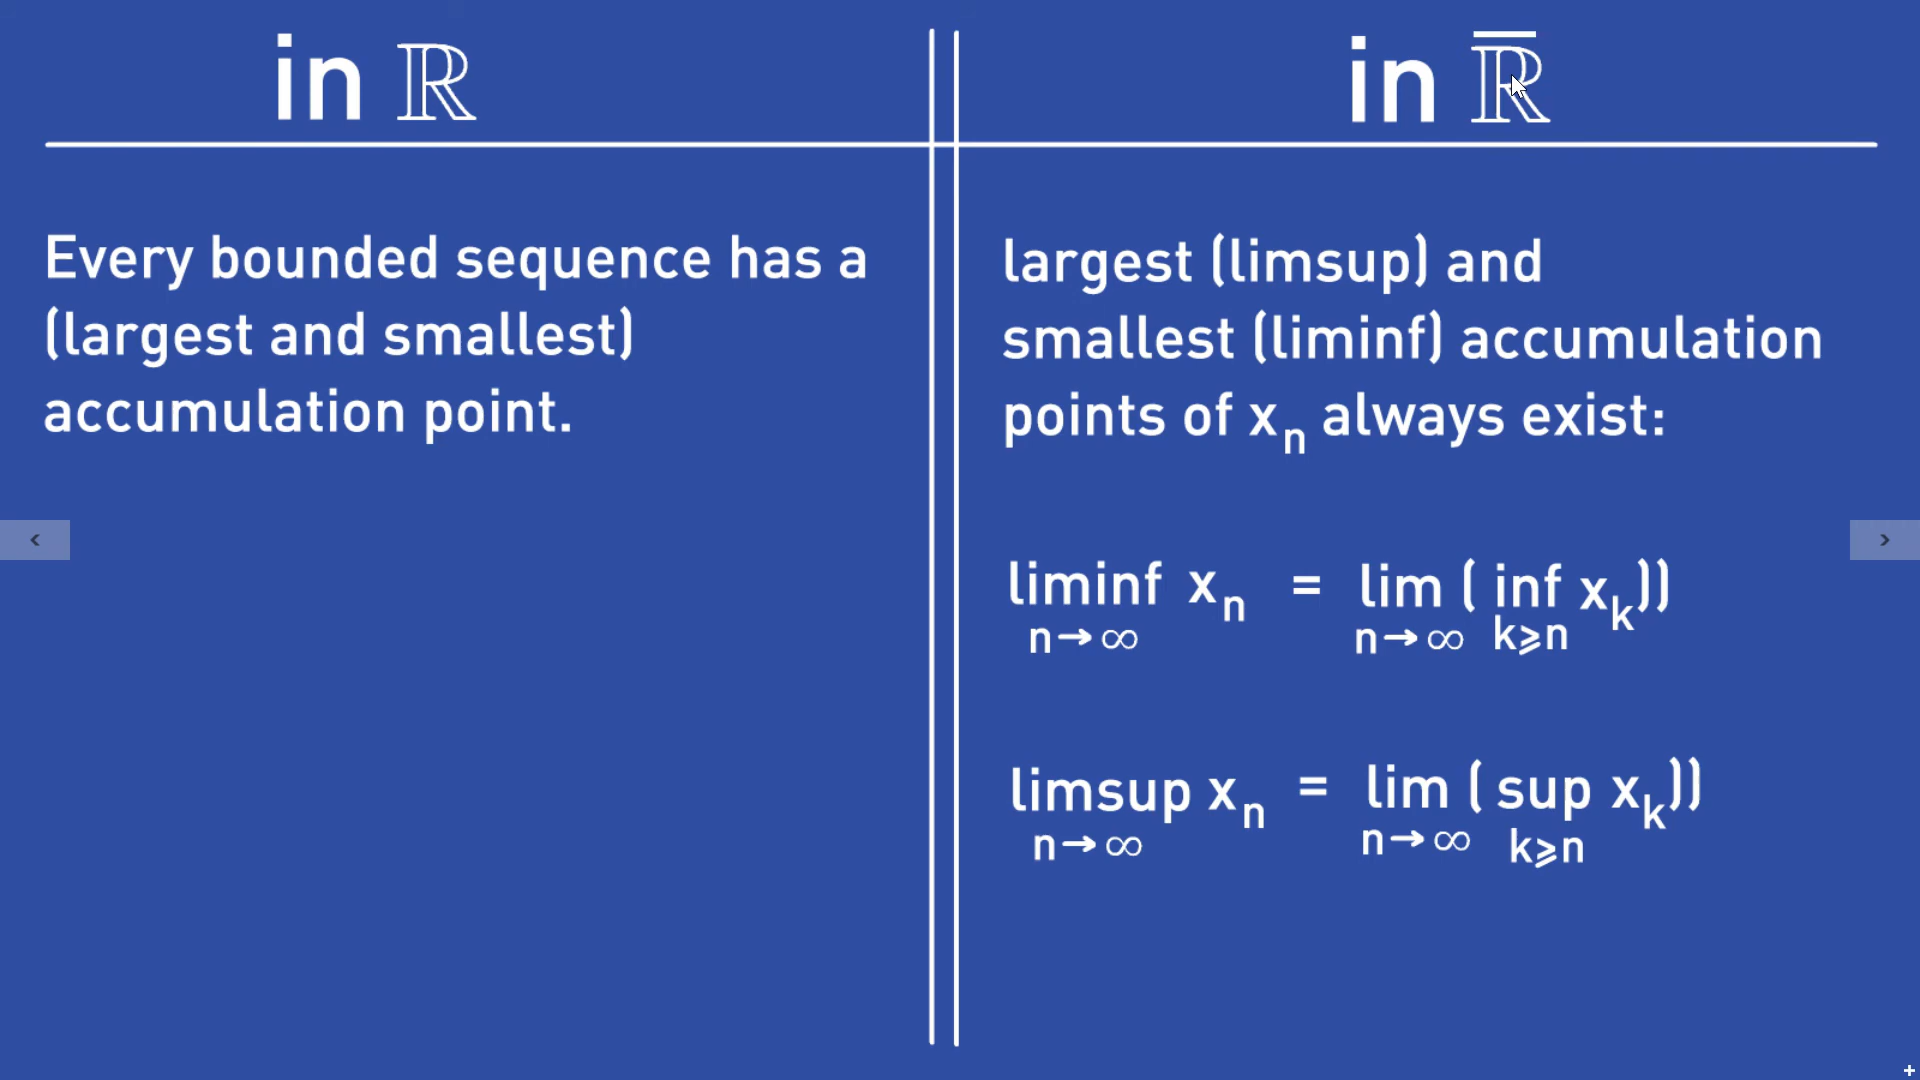 in ℝ
Every bounded sequence has a
(largest and smallest)
accumulation point.
in ℝ̅
largest (limsup) and
smallest (liminf) accumulation
points of xₙ always exist:
liminf xₙ = lim ( inf xₖ))
n→∞ n→∞ k⩾n
limsup xₙ = lim ( sup xₖ))
n→∞ n→∞ k⩾n